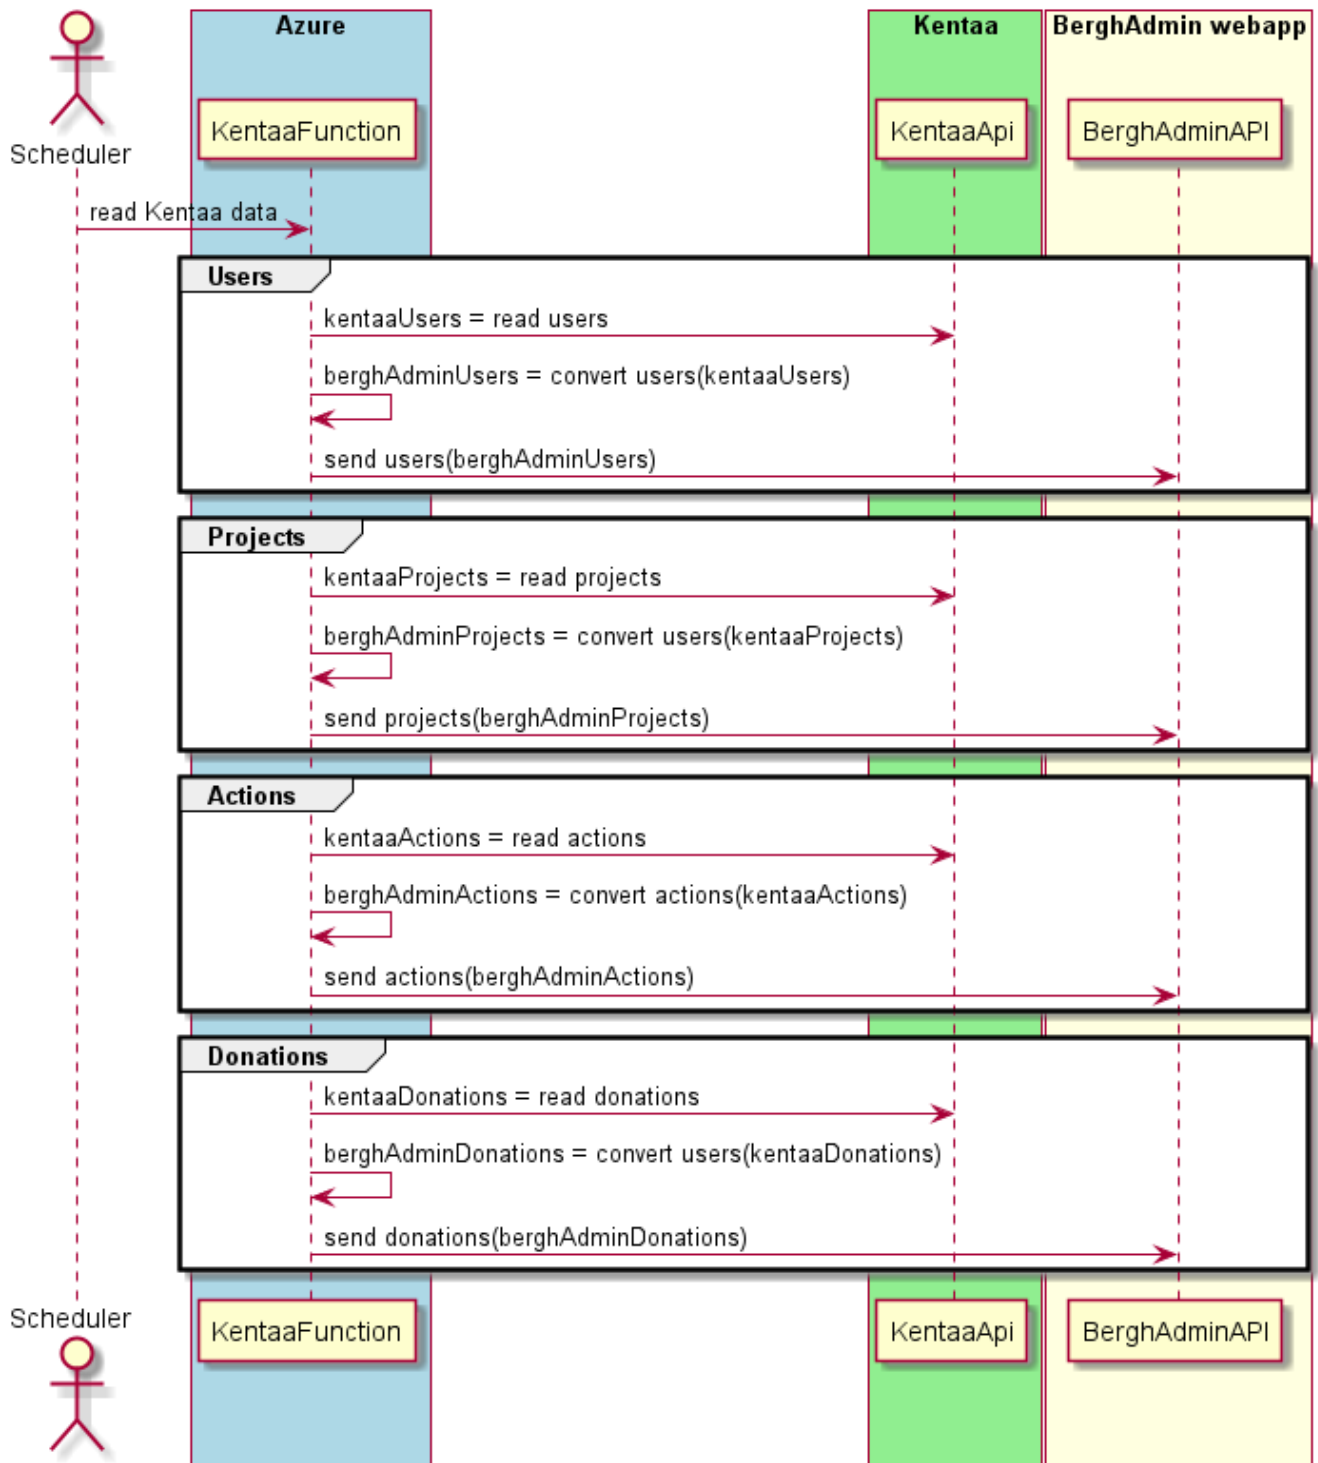 Azure
Kentaa
BerghAdmin webapp
Scheduler
KentaaFunction
KentaaApi
BerghAdminAPI
read Kentaa data
Users
kentaaUsers = read users
berghAdminUsers = convert users(kentaaUsers)
send users(berghAdminUsers)
Projects
kentaaProjects = read projects
berghAdminProjects = convert users(kentaaProjects)
send projects(berghAdminProjects)
Actions
kentaaActions = read actions
berghAdminActions = convert actions(kentaaActions)
send actions(berghAdminActions)
Donations
kentaaDonations = read donations
berghAdminDonations = convert users(kentaaDonations)
send donations(berghAdminDonations)
Scheduler
KentaaFunction
KentaaApi
BerghAdminAPI